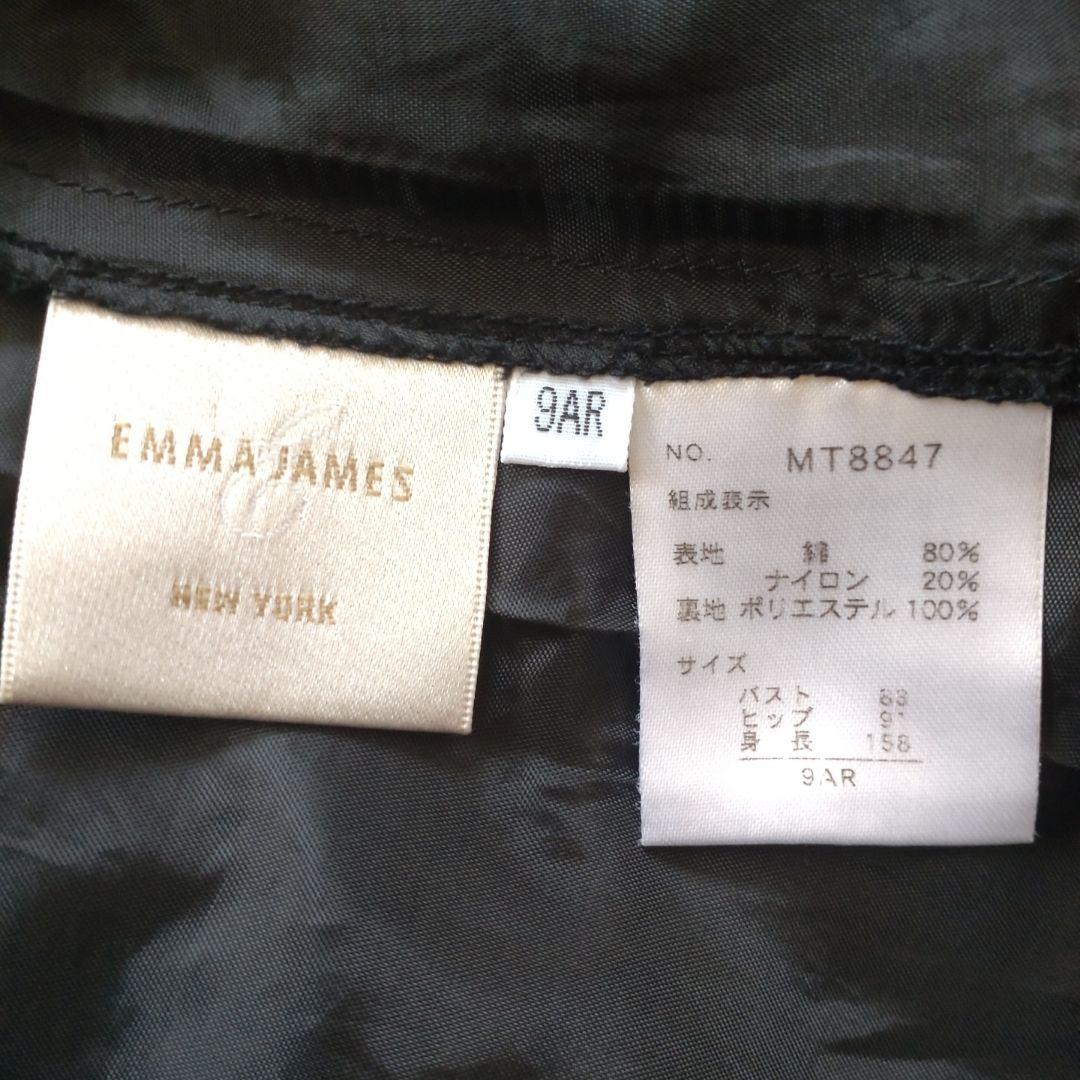 EMMA JAMES
NEW YORK
9AR
NO. MT8847
組成表示
表地 綿 80%
ナイロン 20%
裏地 ポリエステル 100%
サイズ
バスト 83
ヒップ 91
身長 158
9AR